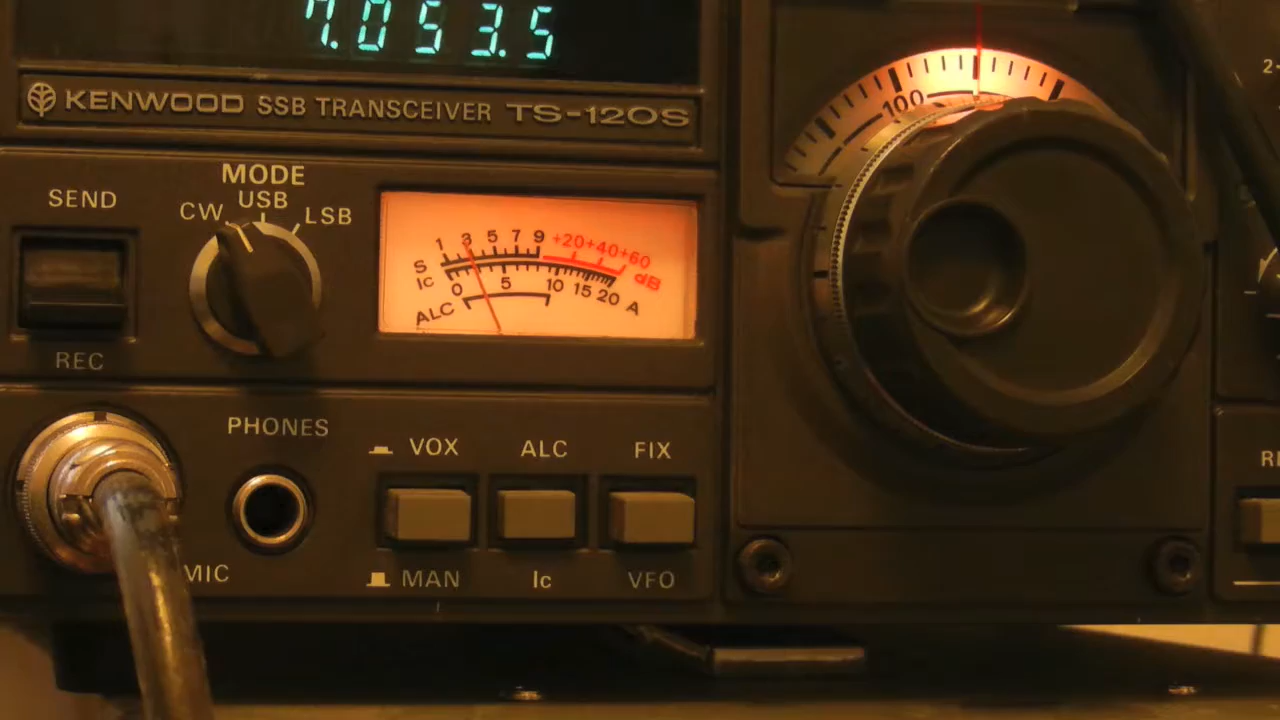 7.053.5
KENWOOD SSB TRANSCEIVER TS-120S
100
2
MODE
SEND
CW USB LSB
REC
S 1 3 5 7 9 +20 +40 +60 dB
Ic 0 5 10 15 20 A
ALC
PHONES
VOX ALC FIX
MIC
MAN Ic VFO